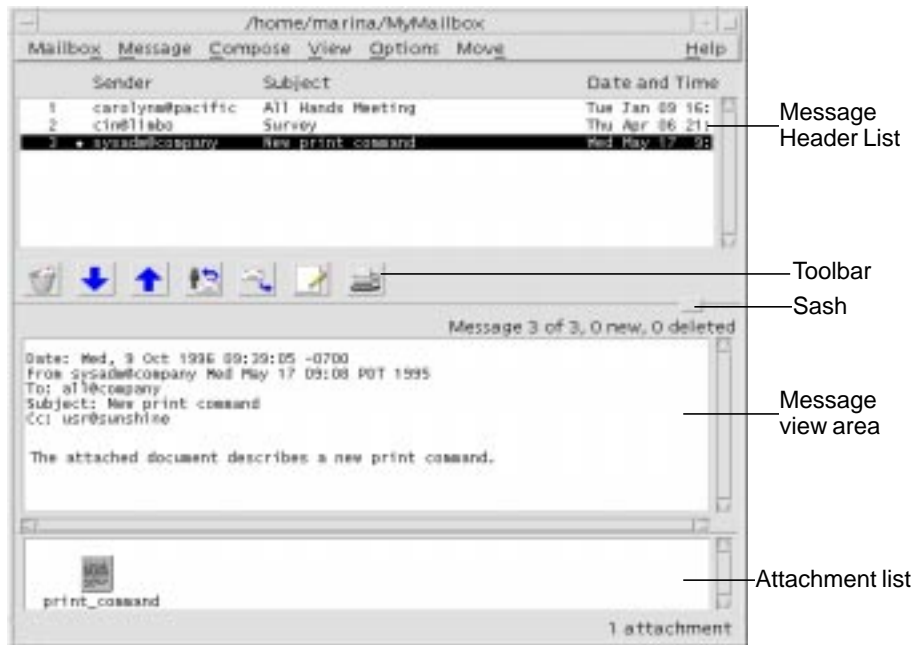 /home/marina/MyMailbox
Mailbox Message Compose View Options Move Help
Sender Subject Date and Time
1 carolynm@pacific All Hands Meeting Tue Jan 09 16:
2 cin@limbo Survey Thu Apr 06 21:
3 sysadm@company New print command Wed May 17 9:
Message
Header List
Toolbar
Sash
Message 3 of 3, 0 new, 0 deleted
Date: Wed, 9 Oct 1996 09:39:05 -0700
From sysadm@company Wed May 17 09:08 PDT 1995
To: all@company
Subject: New print command
Cc: usr@sunshine
The attached document describes a new print command.
Message
view area
Attachment list
print_command
1 attachment